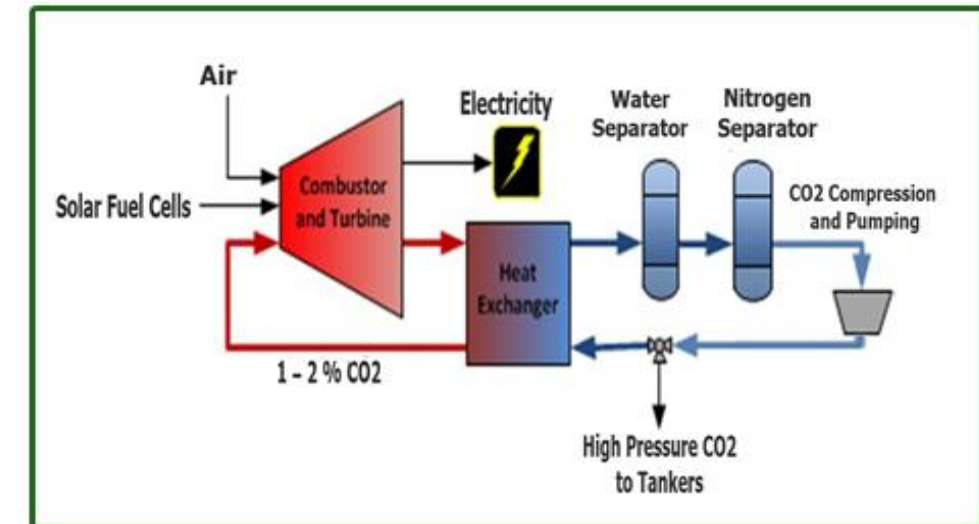 Air
Electricity
Water
Separator
Nitrogen
Separator
Solar Fuel Cells
Combustor
and Turbine
CO2 Compression
and Pumping
Heat
Exchanger
1 – 2 % CO2
High Pressure CO2
to Tankers